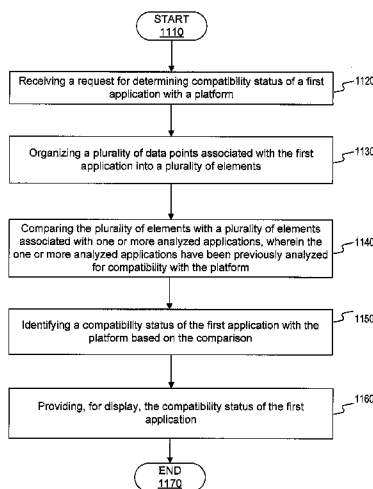 START
1110
Receiving a request for determining compatibility status of a first
application with a platform
1120
Organizing a plurality of data points associated with the first
application into a plurality of elements
1130
Comparing the plurality of elements with a plurality of elements
associated with one or more analyzed applications, wherein the
one or more analyzed applications have been previously analyzed
for compatibility with the platform
1140
Identifying a compatibility status of the first application with the
platform based on the comparison
1150
Providing, for display, the compatibility status of the first
application
1160
END
1170